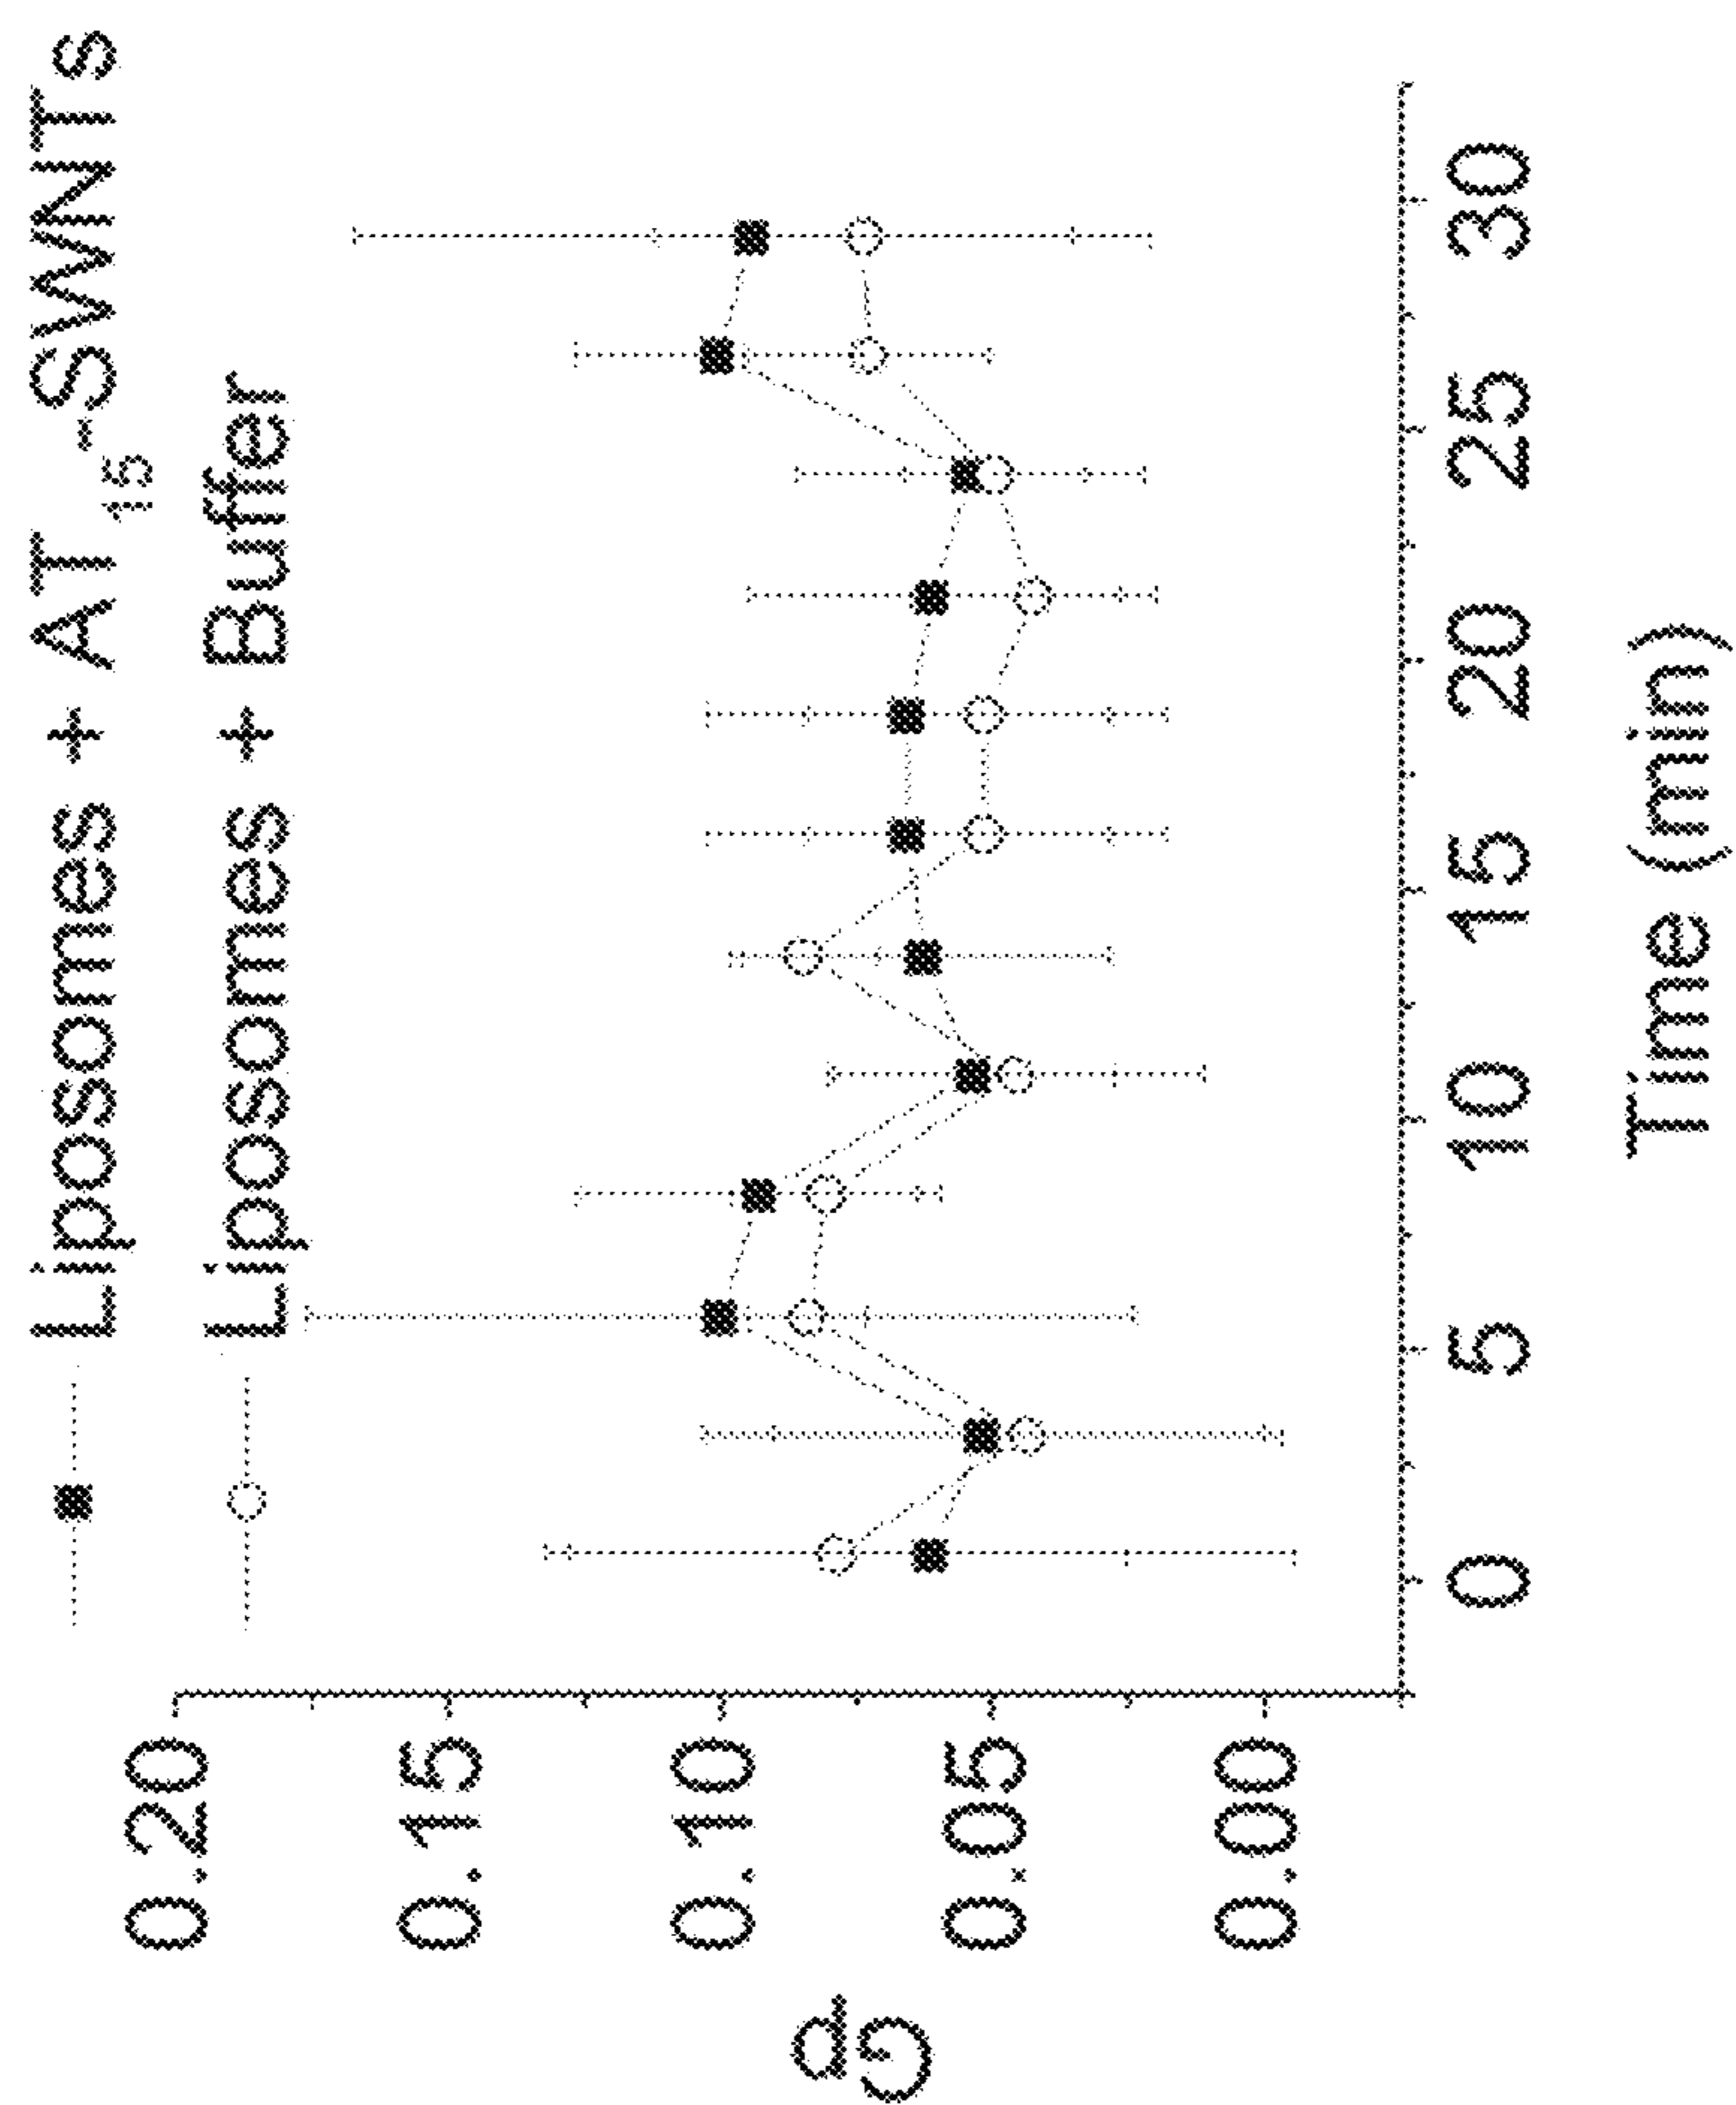 Liposomes + AT15-SWNTs
Liposomes + Buffer
0.20
0.15
0.10
0.05
0.00
GP
0 5 10 15 20 25 30
Time (min)